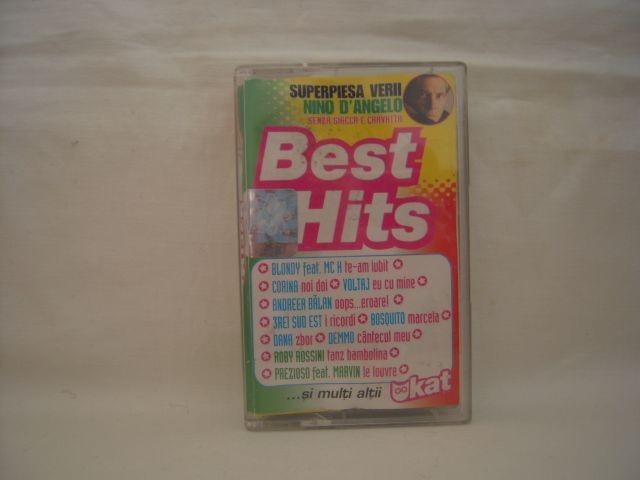 SUPERPIESA VERII
NINO D'ANGELO
SENZA GIACCA E CRAVATTA
Best
Hits
BLONDY feat. MC H te-am iubit
CORINA noi doi VOLTAJ eu cu mine
ANDREEA BĂLAN oops...eroare!
3REI SUD EST i ricordi BOSQUITO marcela
DANA zbor DEMMO cântecul meu
ROBY ROSSINI tanz bambolina
PREZIOSO feat. MARVIN le louvre
...și mulți alții kat